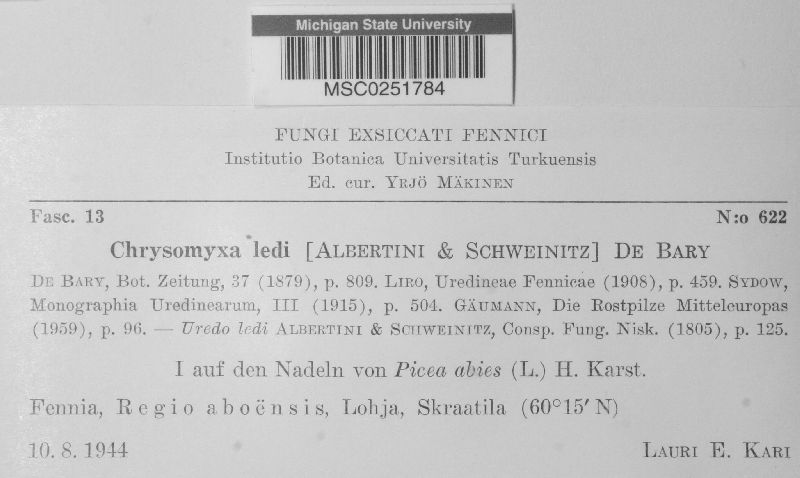 Michigan State University
MSC0251784
FUNGI EXSICCATI FENNICI
Institutio Botanica Universitatis Turkuensis
Ed. cur. YRJÖ MÄKINEN
Fasc. 13 N:o 622
Chrysomyxa ledi [ALBERTINI & SCHWEINITZ] DE BARY
DE BARY, Bot. Zeitung, 37 (1879), p. 809. LIRO, Uredineae Fennicae (1908), p. 459. SYDOW,
Monographia Uredinearum, III (1915), p. 504. GÄUMANN, Die Rostpilze Mitteleuropas
(1959), p. 96. — Uredo ledi ALBERTINI & SCHWEINITZ, Consp. Fung. Nisk. (1805), p. 125.
I auf den Nadeln von Picea abies (L.) H. Karst.
Fennia, Regio aboënsis, Lohja, Skraatila (60°15′ N)
10. 8. 1944 LAURI E. KARI